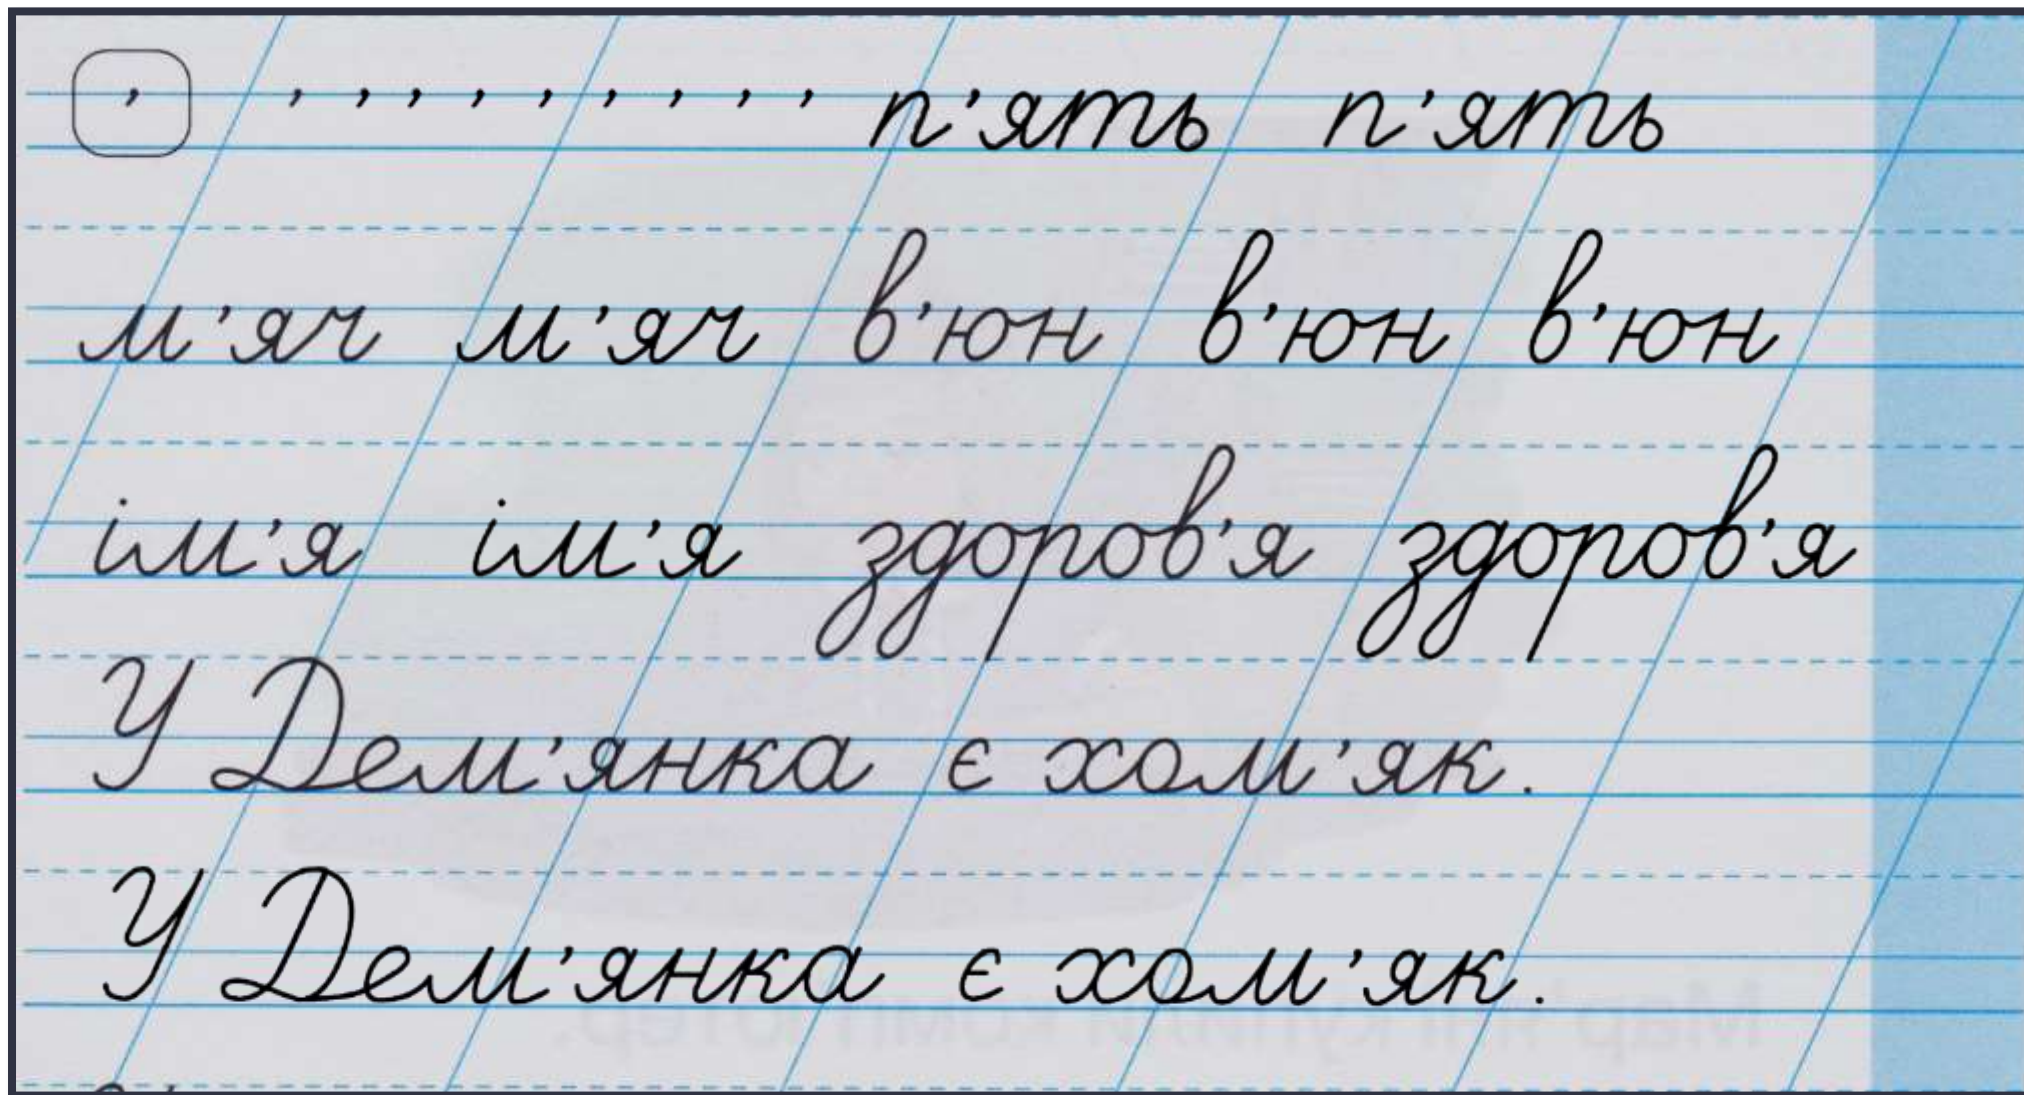 ’ ’ ’ ’ ’ ’ ’ ’ ’ ’ п’ять п’ять
м’яч м’яч в’юн в’юн в’юн
ім’я ім’я здоров’я здоров’я
У Дем’янка є хом’як.
У Дем’янка є хом’як.